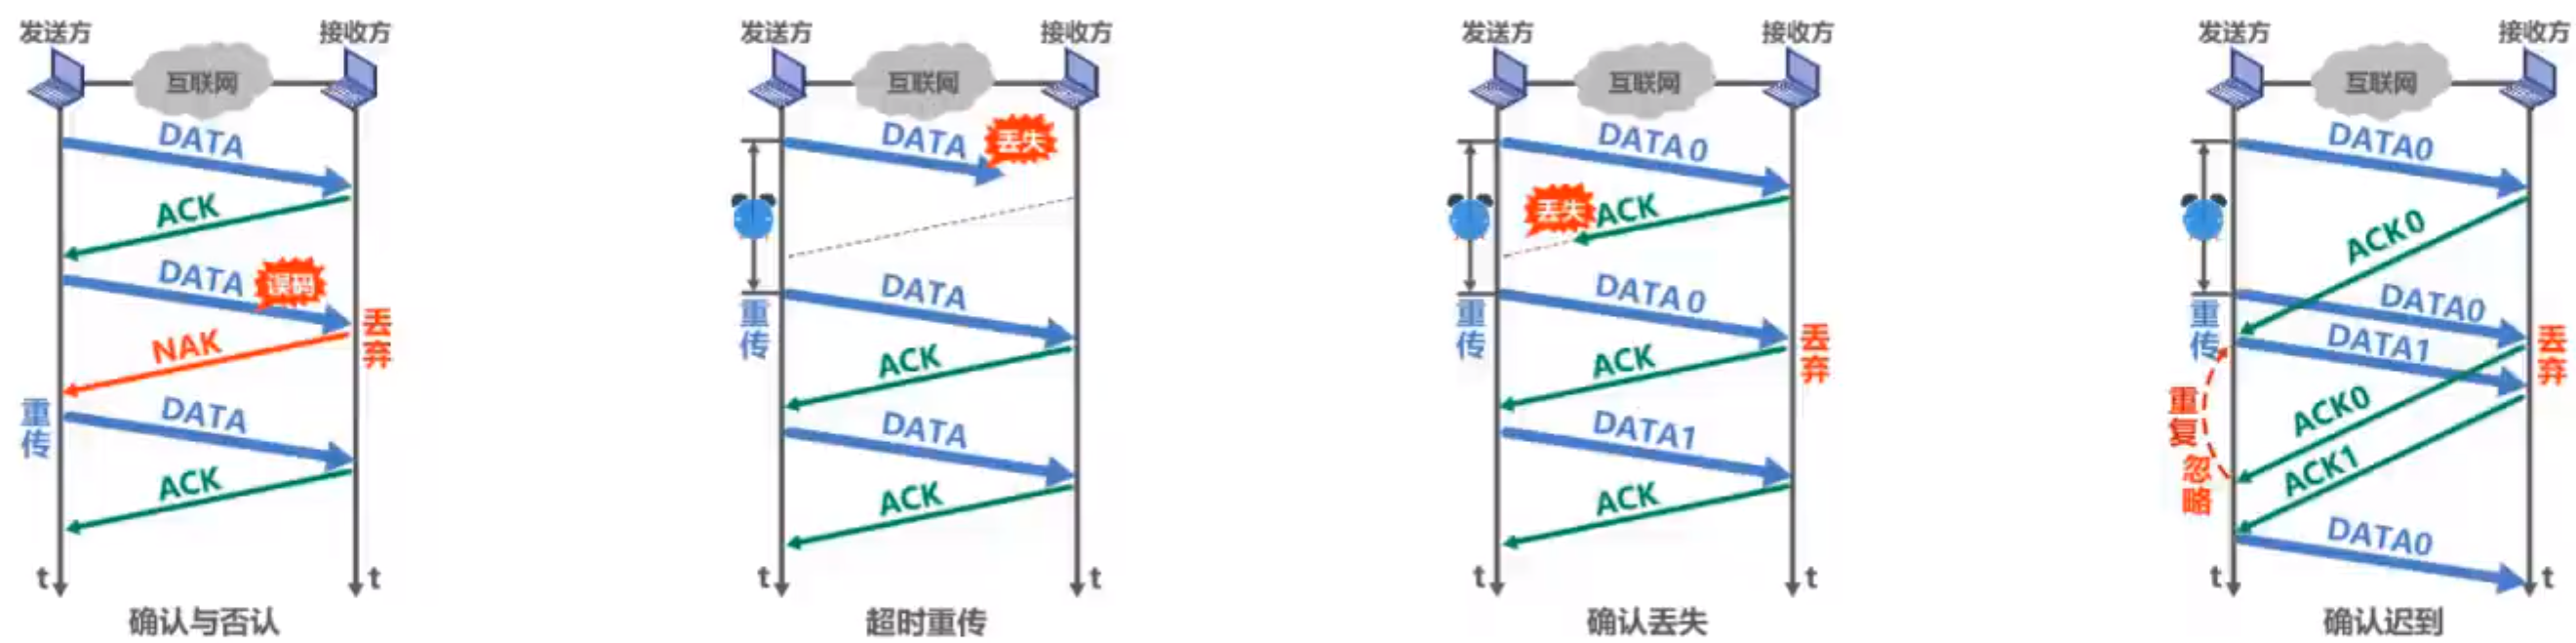 发送方
接收方
互联网
DATA
ACK
DATA
误码
丢弃
NAK
重传
DATA
ACK
t
t
确认与否认
发送方
接收方
互联网
DATA
丢失
重传
DATA
ACK
DATA
ACK
t
t
超时重传
发送方
接收方
互联网
DATA0
丢失
ACK
重传
DATA0
丢弃
ACK
DATA1
ACK
t
t
确认丢失
发送方
接收方
互联网
DATA0
ACK0
重传
DATA0
DATA1
丢弃
重复
ACK0
忽略
ACK1
DATA0
t
t
确认迟到